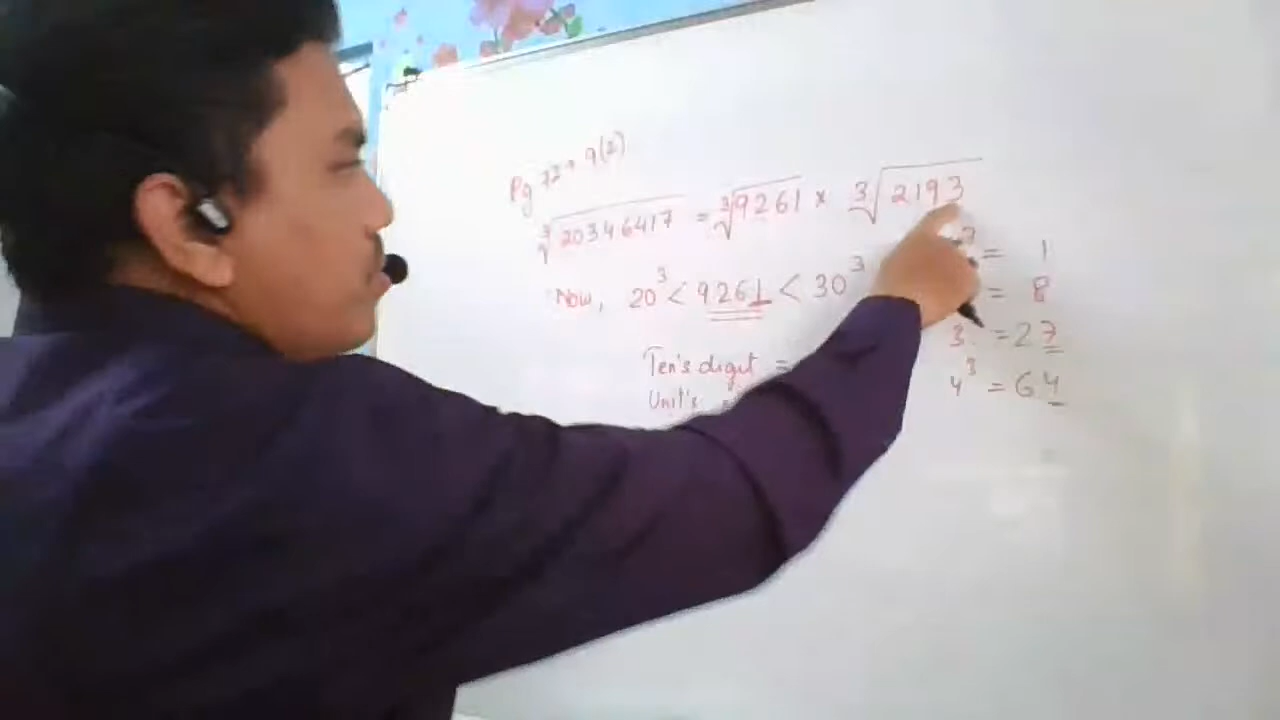 Pg 72 + 9(2)
∛20346417 = ∛9261 × ∛2193
Now, 20³ < 9261 < 30³
Ten's digit =
Unit's
= 1
= 8
3 = 27
4³ = 64